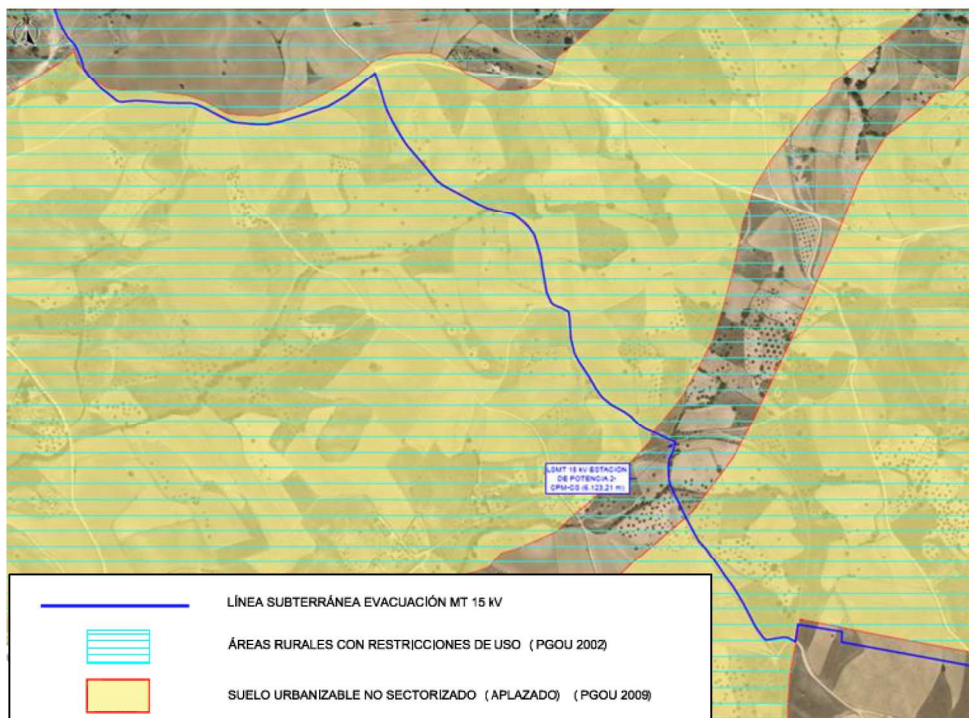 LSMT 15 kV ESTACIÓN
DE POTENCIA 2-
CPM-CS (6.123,21 m)
LÍNEA SUBTERRÁNEA EVACUACIÓN MT 15 kV
ÁREAS RURALES CON RESTRICCIONES DE USO (PGOU 2002)
SUELO URBANIZABLE NO SECTORIZADO (APLAZADO) (PGOU 2009)